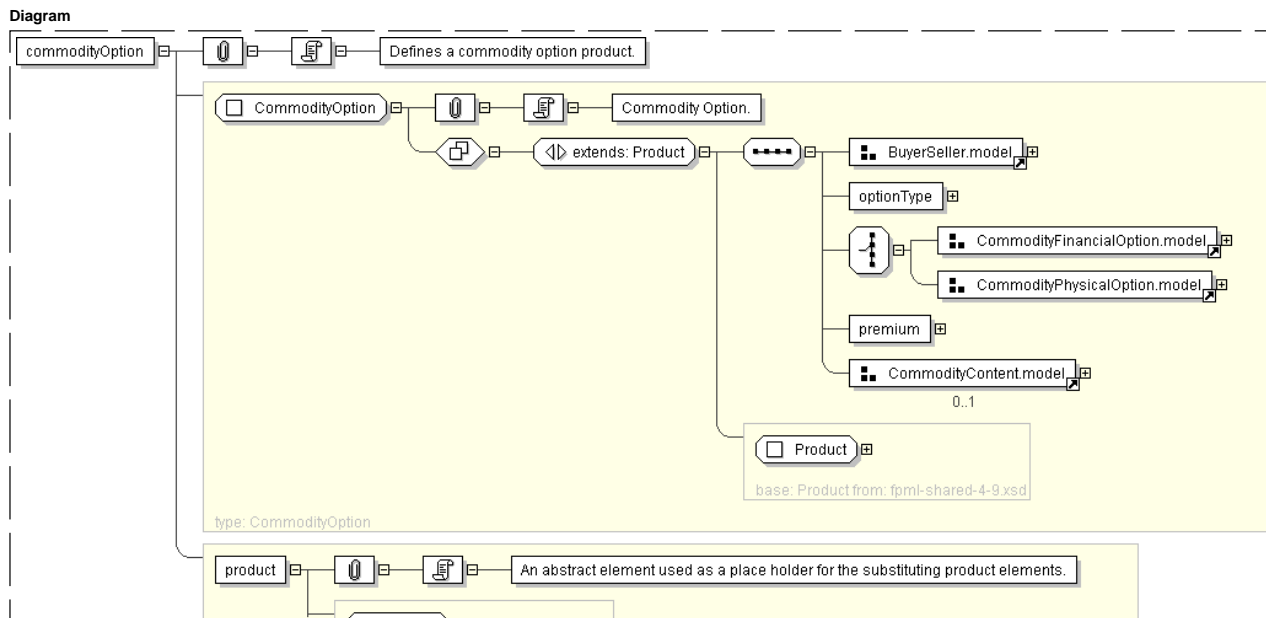 Diagram
commodityOption
Defines a commodity option product.
CommodityOption
Commodity Option.
extends: Product
BuyerSeller.model
optionType
CommodityFinancialOption.model
CommodityPhysicalOption.model
premium
CommodityContent.model
0..1
Product
base: Product from: fpml-shared-4-9.xsd
type: CommodityOption
product
An abstract element used as a place holder for the substituting product elements.